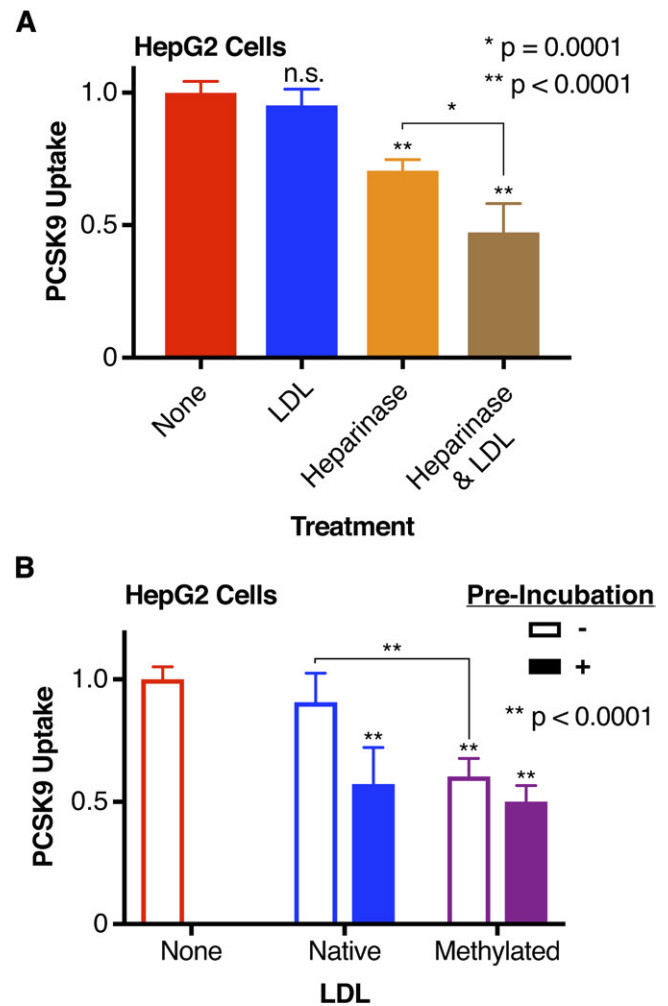 A
HepG2 Cells
* p = 0.0001
** p < 0.0001
n.s.
*
**
**
1.0
0.5
0
PCSK9 Uptake
None
LDL
Heparinase
Heparinase
& LDL
Treatment
B
HepG2 Cells
Pre-Incubation
-
+
** p < 0.0001
**
**
**
**
1.0
0.5
0
PCSK9 Uptake
None
Native
Methylated
LDL